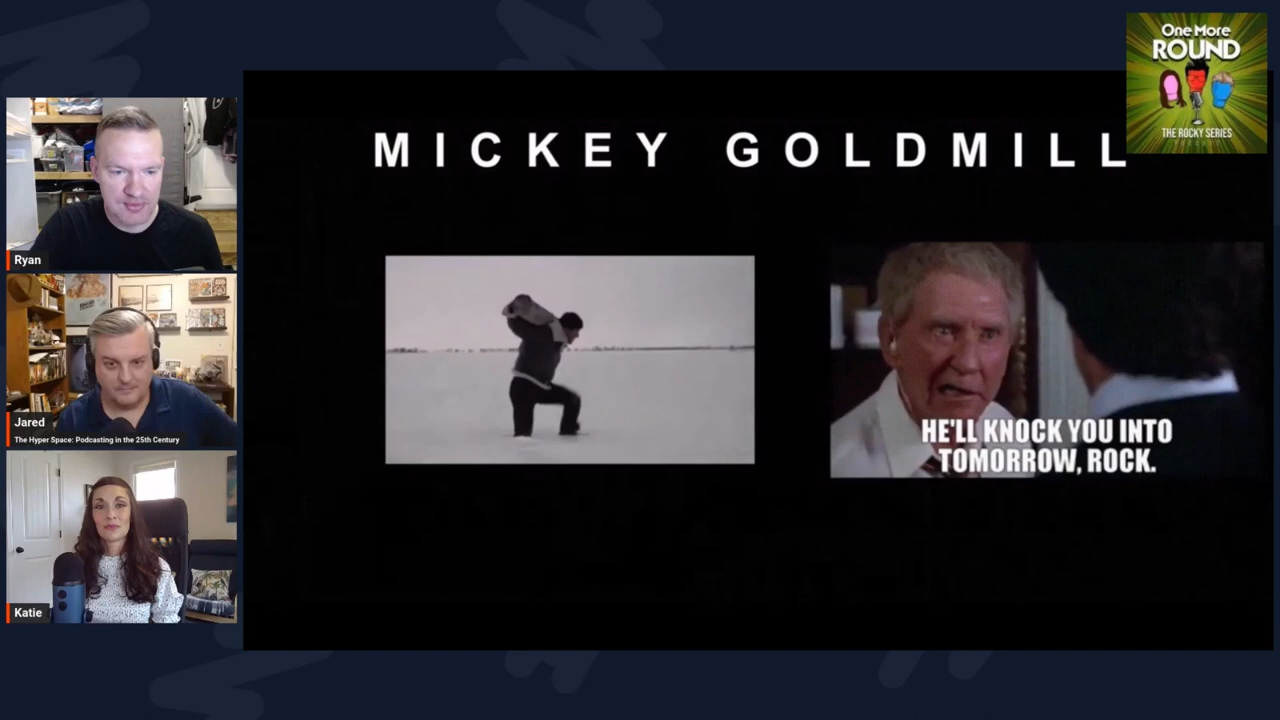 One More
ROUND
THE ROCKY SERIES
PODCAST
MICKEY GOLDMILL
Ryan
Jared
The Hyper Space: Podcasting in the 25th Century
Katie
HE'LL KNOCK YOU INTO
TOMORROW, ROCK.